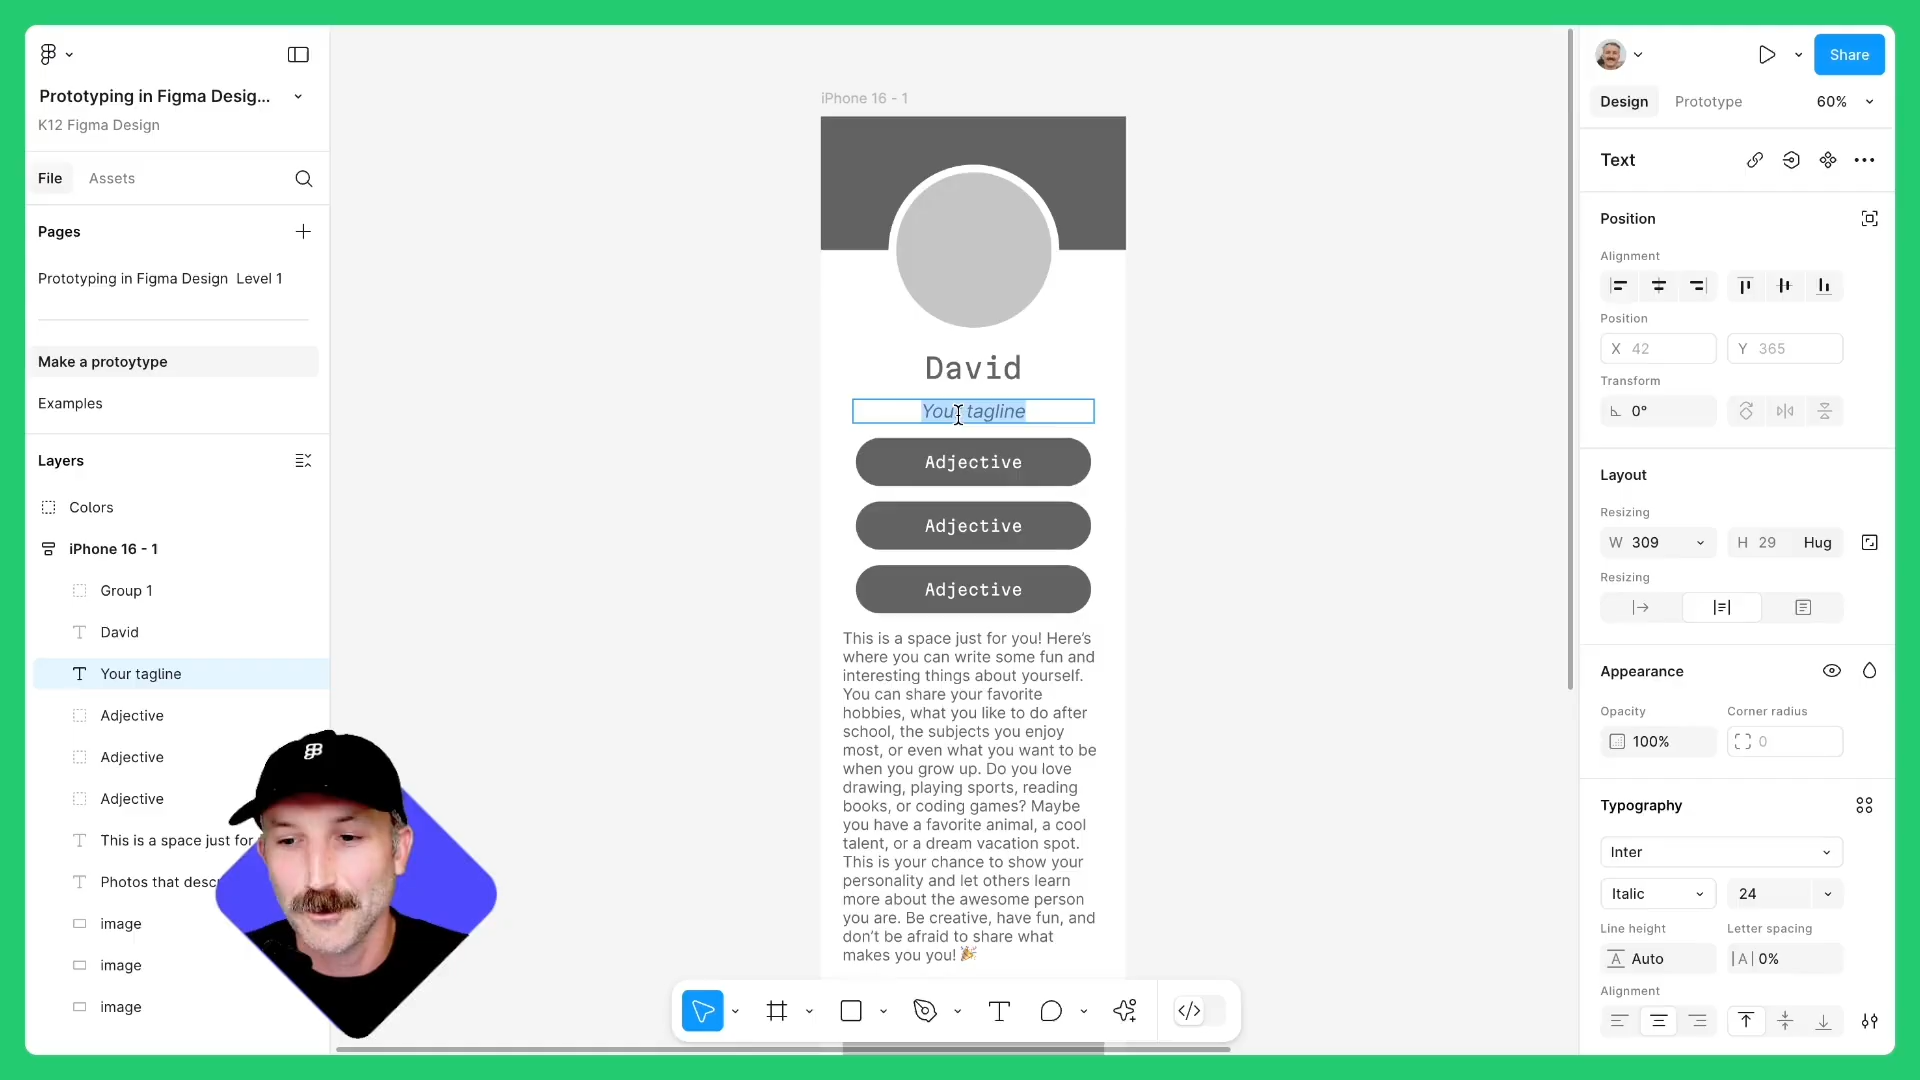 Prototyping in Figma Desig...
K12 Figma Design
File
Assets
Pages
Prototyping in Figma Design  Level 1
Make a protoytype
Examples
Layers
Colors
iPhone 16 - 1
Group 1
David
Your tagline
Adjective
Adjective
Adjective
This is a space just for
Photos that desc
image
image
image
iPhone 16 - 1
David
Your tagline
Adjective
Adjective
Adjective
This is a space just for you! Here's
where you can write some fun and
interesting things about yourself.
You can share your favorite
hobbies, what you like to do after
school, the subjects you enjoy
most, or even what you want to be
when you grow up. Do you love
drawing, playing sports, reading
books, or coding games? Maybe
you have a favorite animal, a cool
talent, or a dream vacation spot.
This is your chance to show your
personality and let others learn
more about the awesome person
you are. Be creative, have fun, and
don't be afraid to share what
makes you you! 🎉
Share
Design
Prototype
60%
Text
Position
Alignment
Position
X 42
Y 365
Transform
0°
Layout
Resizing
W 309
H 29 Hug
Resizing
Appearance
Opacity
Corner radius
100%
0
Typography
Inter
Italic
24
Line height
Letter spacing
Auto
0%
Alignment